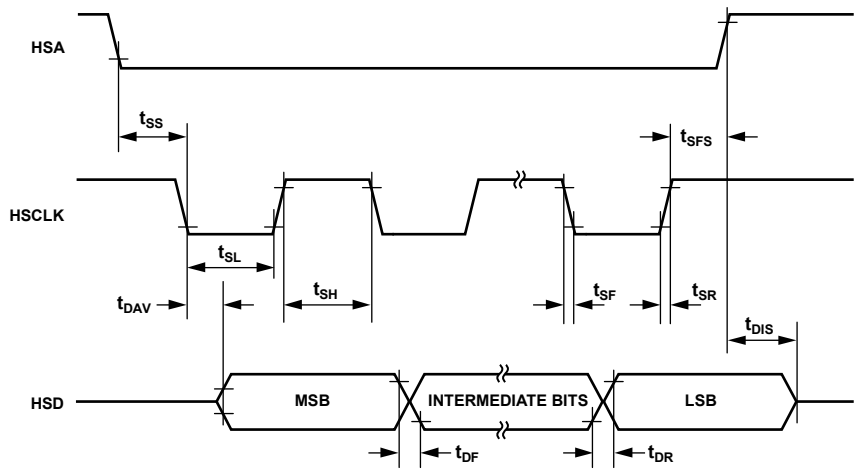 HSA
tSS
tSFS
HSCLK
tSL
tSH
tSF
tSR
tDAV
tDIS
HSD
MSB
INTERMEDIATE BITS
LSB
tDF
tDR